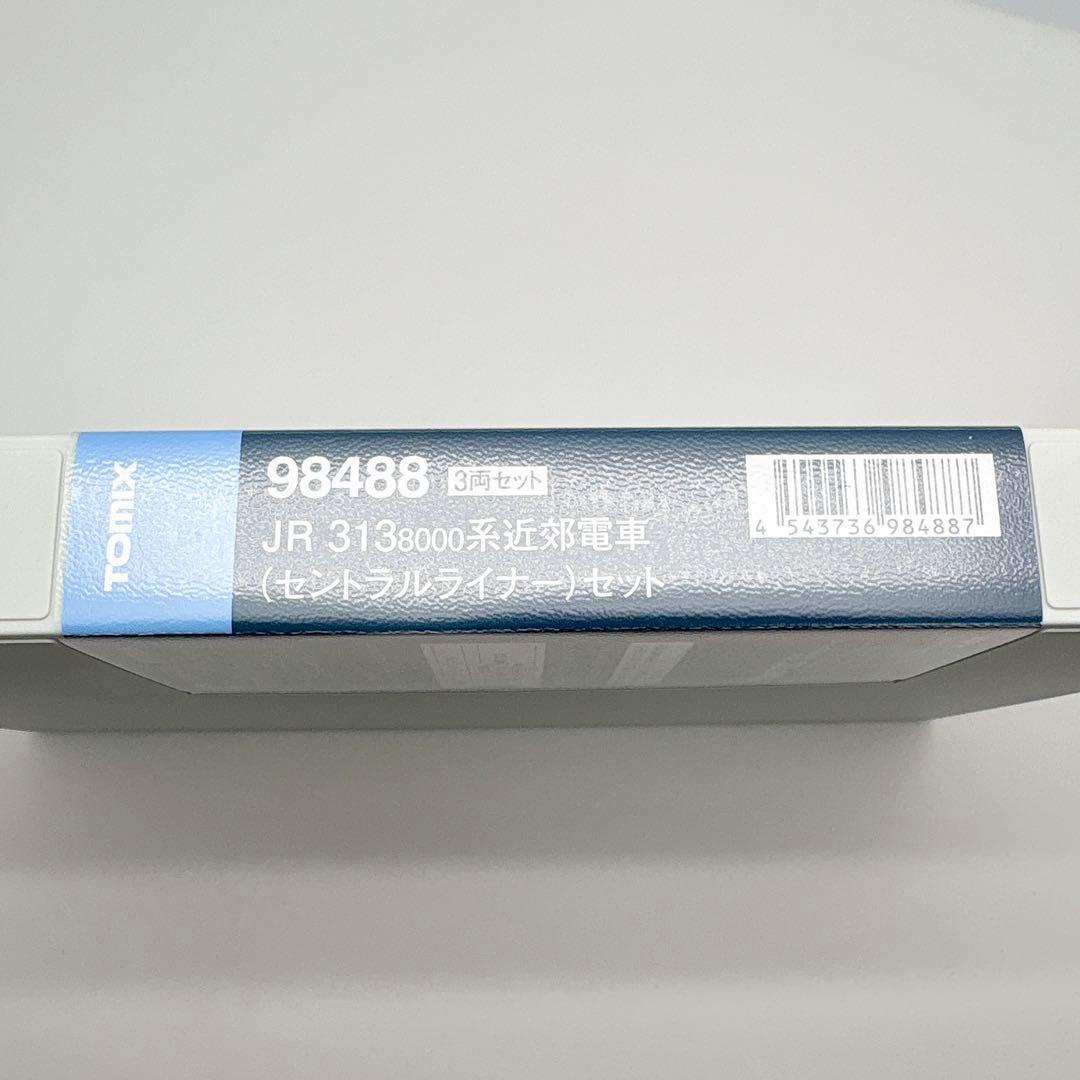 TOMIX
98488 3両セット
JR 3138000系近郊電車
(セントラルライナー)セット
4 543736 984887